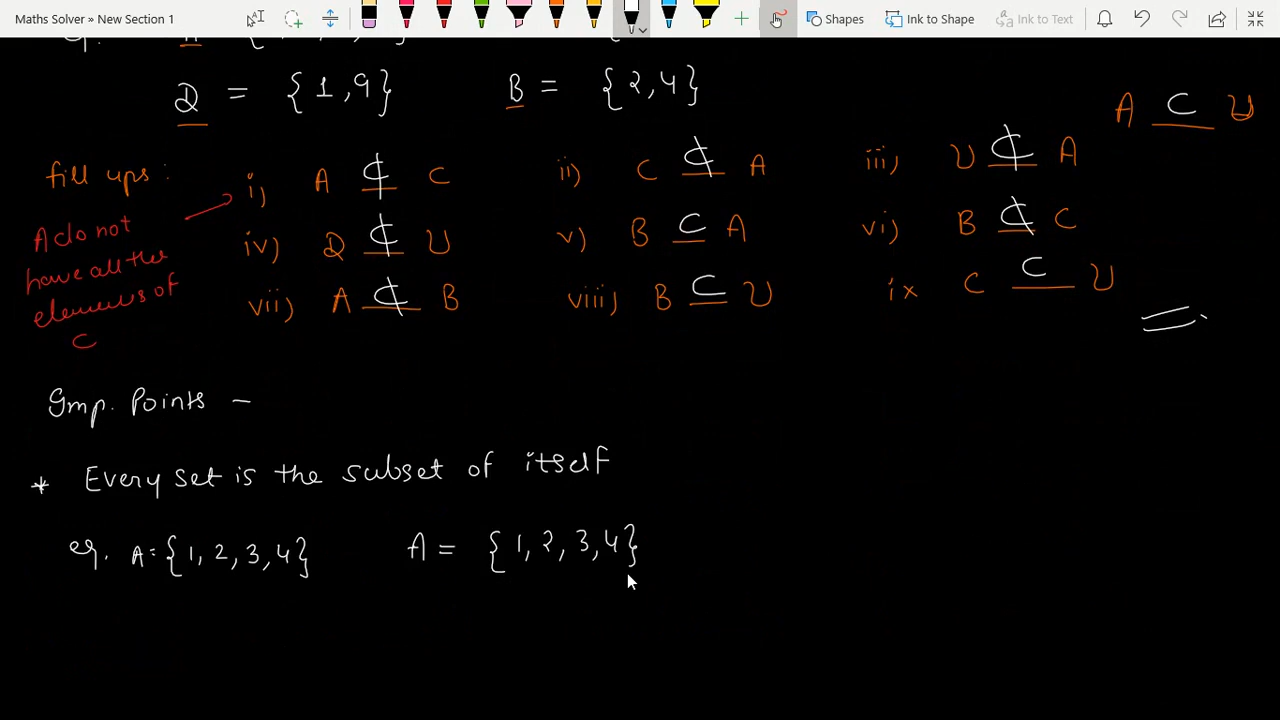 Maths Solver » New Section 1 Shapes Ink to Shape Ink to Text
D = {1,9} B = {2,4}
A ⊂ U
fill ups : i) A ⊄ C ii) C ⊄ A iii) U ⊄ A
iv) D ⊄ U v) B ⊂ A vi) B ⊄ C
vii) A ⊄ B viii) B ⊂ U ix C ⊂ U
A do not
have all the
elements of
C
Imp. Points -
* Every set is the subset of itself
eg. A = {1, 2, 3, 4} A = {1, 2, 3, 4}